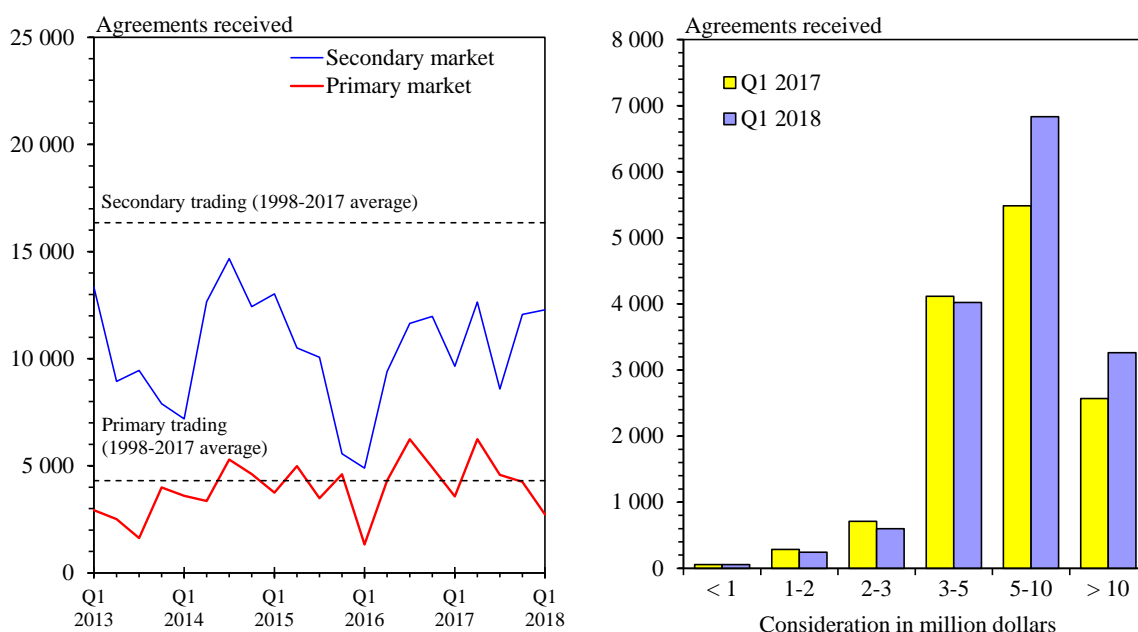 Agreements received
25 000
20 000
15 000
10 000
5 000
0
Secondary market
Primary market
Secondary trading (1998-2017 average)
Primary trading
(1998-2017 average)
Q1 Q1 Q1 Q1 Q1 Q1
2013 2014 2015 2016 2017 2018
Agreements received
8 000
7 000
6 000
5 000
4 000
3 000
2 000
1 000
0
Q1 2017
Q1 2018
< 1 1-2 2-3 3-5 5-10 > 10
Consideration in million dollars